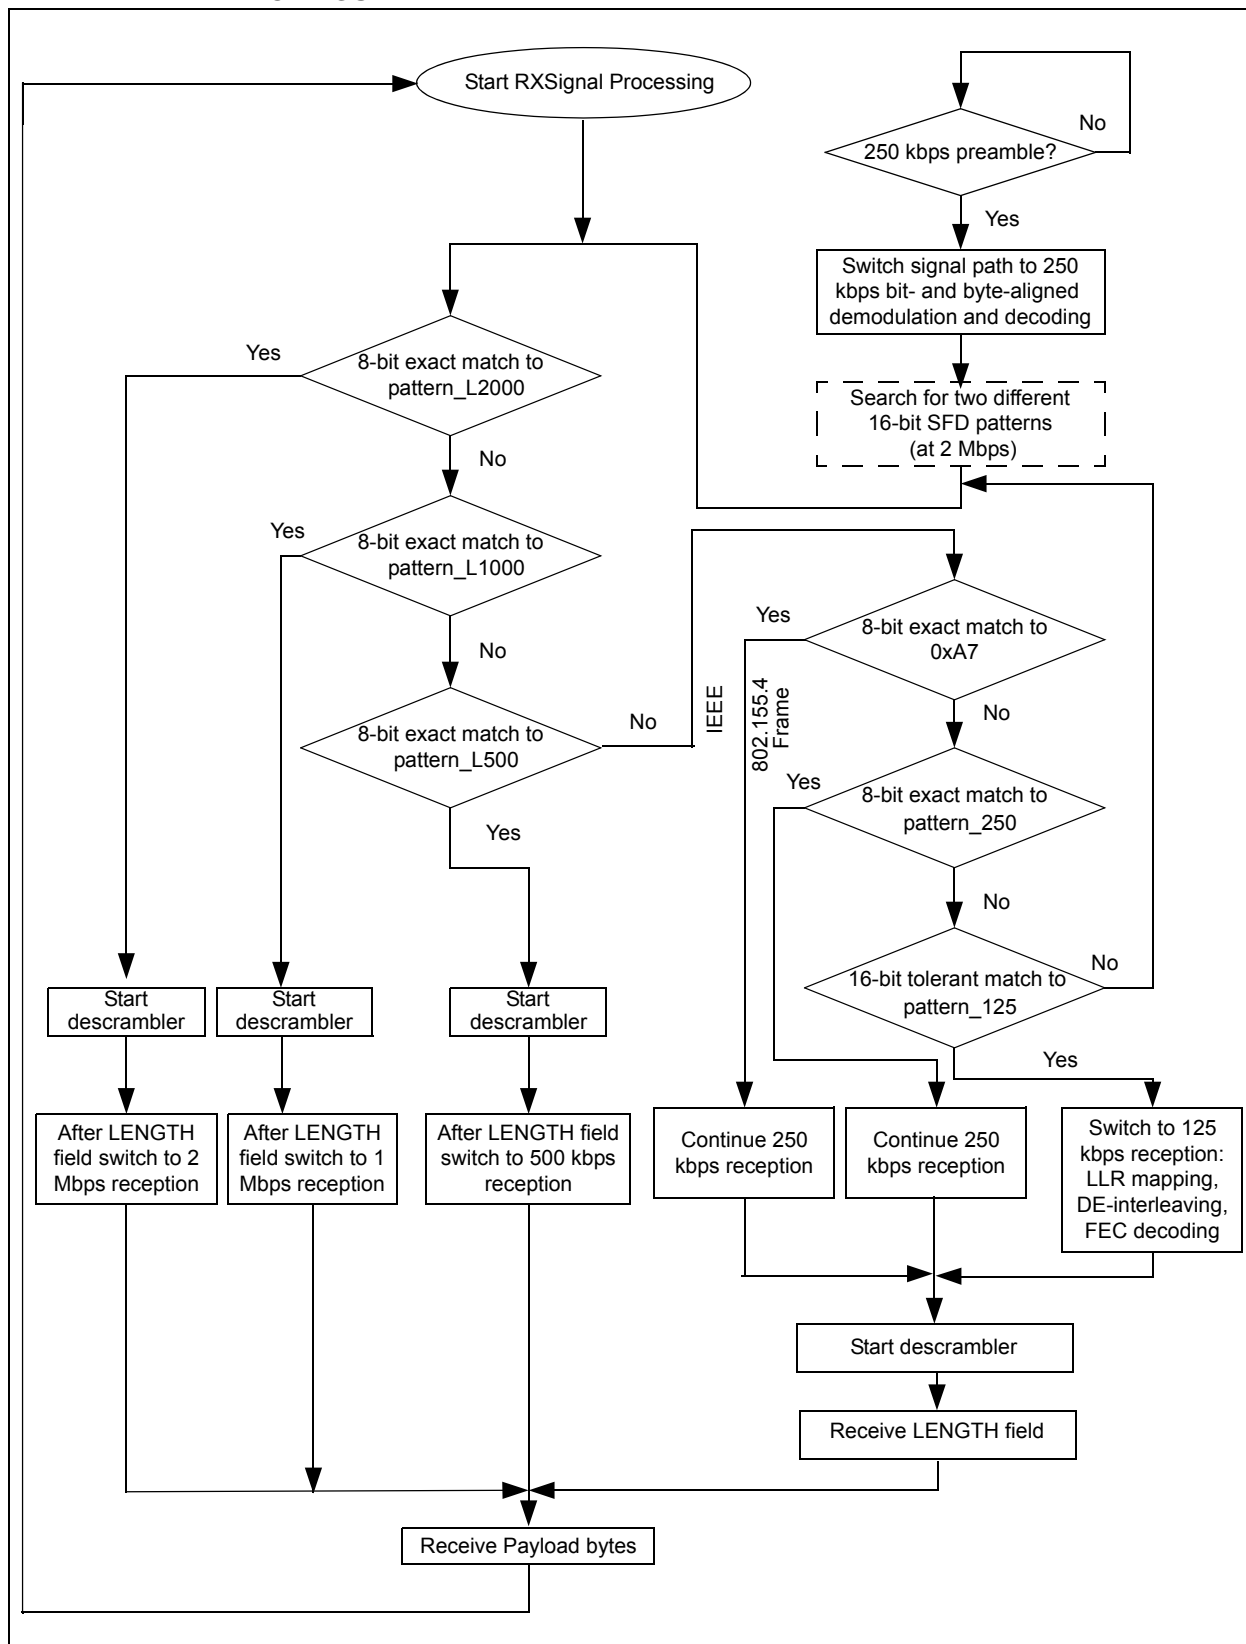 Start RXSignal Processing
No
250 kbps preamble?
Yes
Switch signal path to 250
kbps bit- and byte-aligned
demodulation and decoding
Search for two different
16-bit SFD patterns
(at 2 Mbps)
Yes
8-bit exact match to
pattern_L2000
No
Yes
8-bit exact match to
pattern_L1000
No
8-bit exact match to
pattern_L500
No
Yes
Yes
8-bit exact match to
0xA7
IEEE
802.155.4
Frame
No
Yes
8-bit exact match to
pattern_250
No
16-bit tolerant match to
pattern_125
No
Yes
Start
descrambler
Start
descrambler
Start
descrambler
After LENGTH
field switch to 2
Mbps reception
After LENGTH
field switch to 1
Mbps reception
After LENGTH field
switch to 500 kbps
reception
Continue 250
kbps reception
Continue 250
kbps reception
Switch to 125
kbps reception:
LLR mapping,
DE-interleaving,
FEC decoding
Start descrambler
Receive LENGTH field
Receive Payload bytes